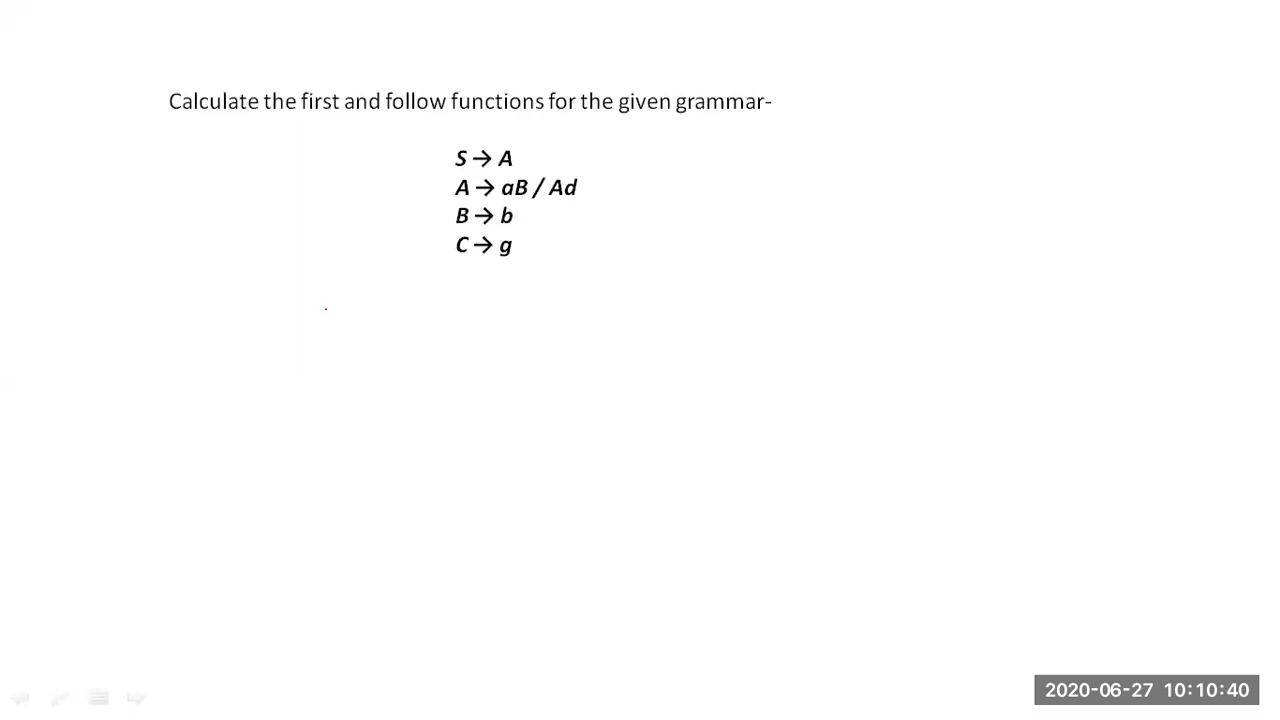 Calculate the first and follow functions for the given grammar-
S → A
A → aB / Ad
B → b
C → g
2020-06-27 10:10:40